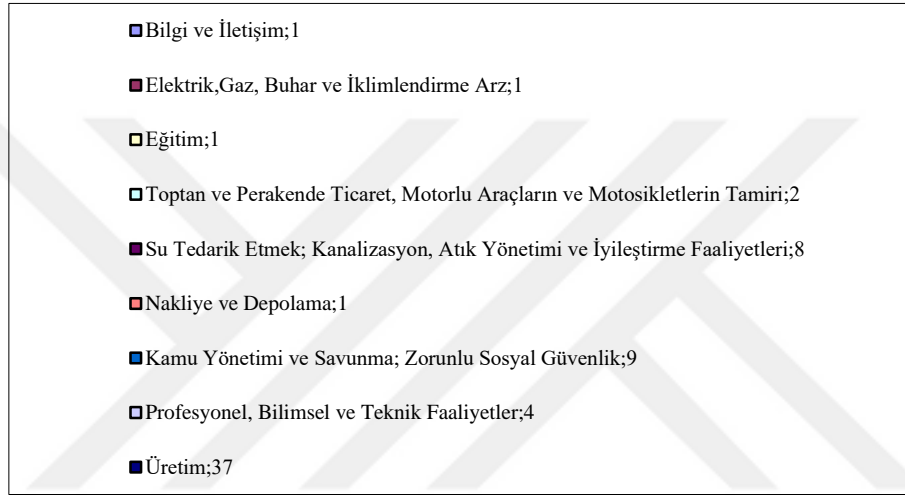 Bilgi ve İletişim;1
Elektrik,Gaz, Buhar ve İklimlendirme Arz;1
Eğitim;1
Toptan ve Perakende Ticaret, Motorlu Araçların ve Motosikletlerin Tamiri;2
Su Tedarik Etmek; Kanalizasyon, Atık Yönetimi ve İyileştirme Faaliyetleri;8
Nakliye ve Depolama;1
Kamu Yönetimi ve Savunma; Zorunlu Sosyal Güvenlik;9
Profesyonel, Bilimsel ve Teknik Faaliyetler;4
Üretim;37